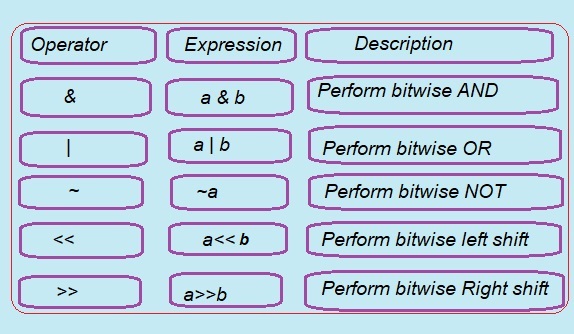 Operator Expression Description
& a & b Perform bitwise AND
| a | b Perform bitwise OR
~ ~a Perform bitwise NOT
<< a<< b Perform bitwise left shift
>> a>>b Perform bitwise Right shift